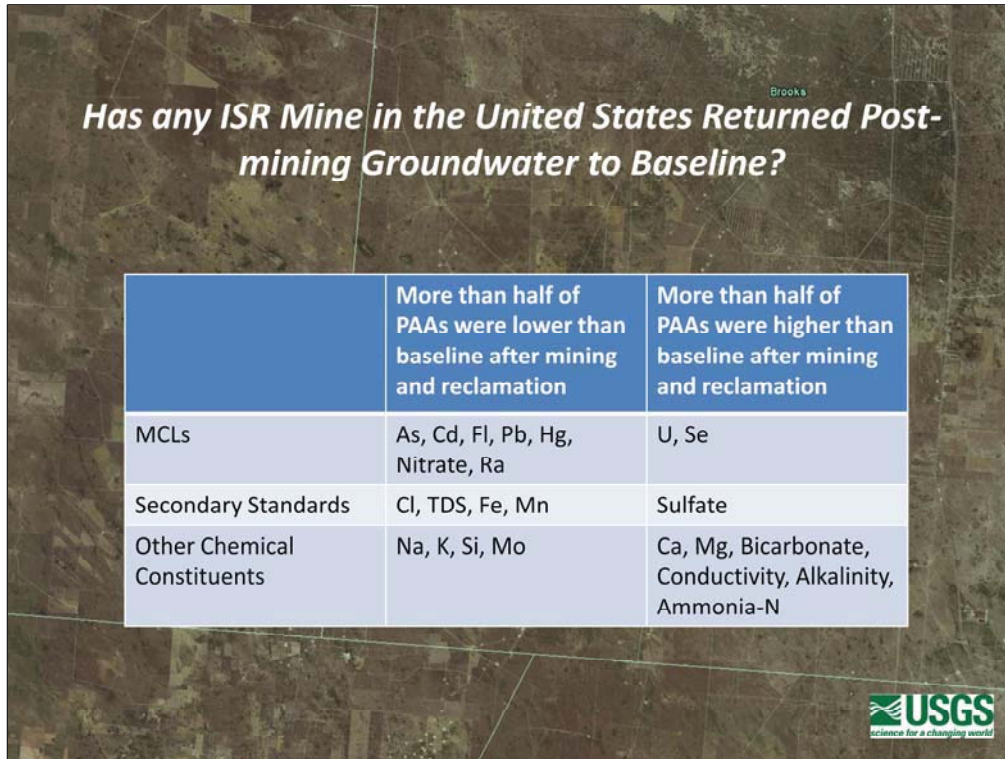 Brooks
Has any ISR Mine in the United States Returned Post-
mining Groundwater to Baseline?
More than half of
PAAs were lower than
baseline after mining
and reclamation
More than half of
PAAs were higher than
baseline after mining
and reclamation
MCLs
As, Cd, Fl, Pb, Hg,
Nitrate, Ra
U, Se
Secondary Standards
Cl, TDS, Fe, Mn
Sulfate
Other Chemical
Constituents
Na, K, Si, Mo
Ca, Mg, Bicarbonate,
Conductivity, Alkalinity,
Ammonia-N
USGS
science for a changing world